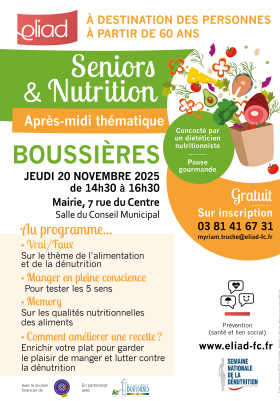 eliad
À DESTINATION DES PERSONNES
À PARTIR DE 60 ANS
Seniors
& Nutrition
Après-midi thématique
Concocté par
un diététicien
nutritionniste
Pause
gourmande
BOUSSIÈRES
JEUDI 20 NOVEMBRE 2025
de 14h30 à 16h30
Mairie, 7 rue du Centre
Salle du Conseil Municipal
Gratuit
Sur inscription
03 81 41 67 31
myriam.truche@eliad-fc.fr
Au programme...
• Vrai/Faux
Sur le thème de l'alimentation
et de la dénutrition
• Manger en pleine conscience
Pour tester les 5 sens
• Memory
Sur les qualités nutritionnelles
des aliments
• Comment améliorer une recette ?
Enrichir votre plat pour garder
le plaisir de manger et lutter contre
la dénutrition
Prévention
(santé et lien social)
www.eliad-fc.fr
SEMAINE
NATIONALE
DE LA
DÉNUTRITION
Avec le soutien
financier de
En partenariat
avec
BOUSSIÈRES